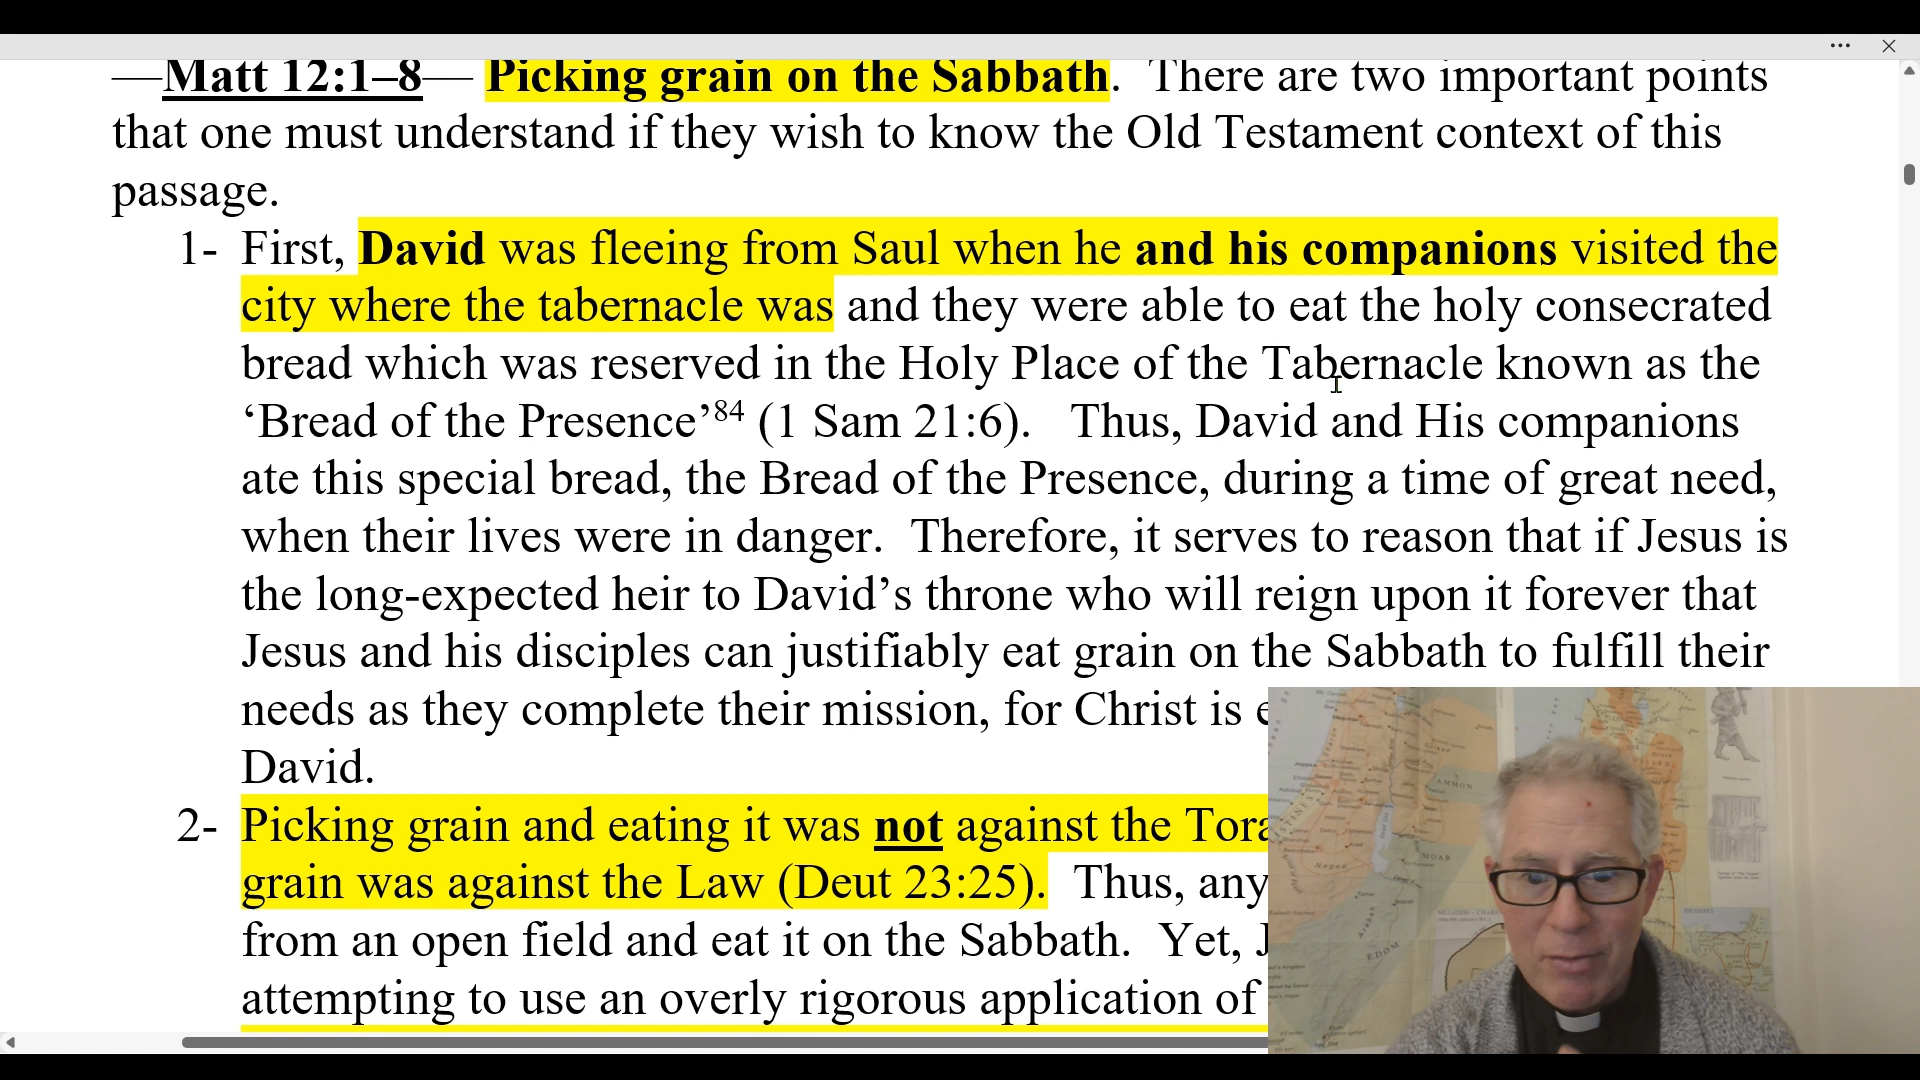 —Matt 12:1–8— Picking grain on the Sabbath. There are two important points
that one must understand if they wish to know the Old Testament context of this
passage.
1- First, David was fleeing from Saul when he and his companions visited the
city where the tabernacle was and they were able to eat the holy consecrated
bread which was reserved in the Holy Place of the Tabernacle known as the
‘Bread of the Presence’84 (1 Sam 21:6). Thus, David and His companions
ate this special bread, the Bread of the Presence, during a time of great need,
when their lives were in danger. Therefore, it serves to reason that if Jesus is
the long-expected heir to David’s throne who will reign upon it forever that
Jesus and his disciples can justifiably eat grain on the Sabbath to fulfill their
needs as they complete their mission, for Christ is
David.
2- Picking grain and eating it was not against the
grain was against the Law (Deut 23:25). Thus, any
from an open field and eat it on the Sabbath. Yet,
attempting to use an overly rigorous application of
AMMON
MOAB
Negev
EDOM